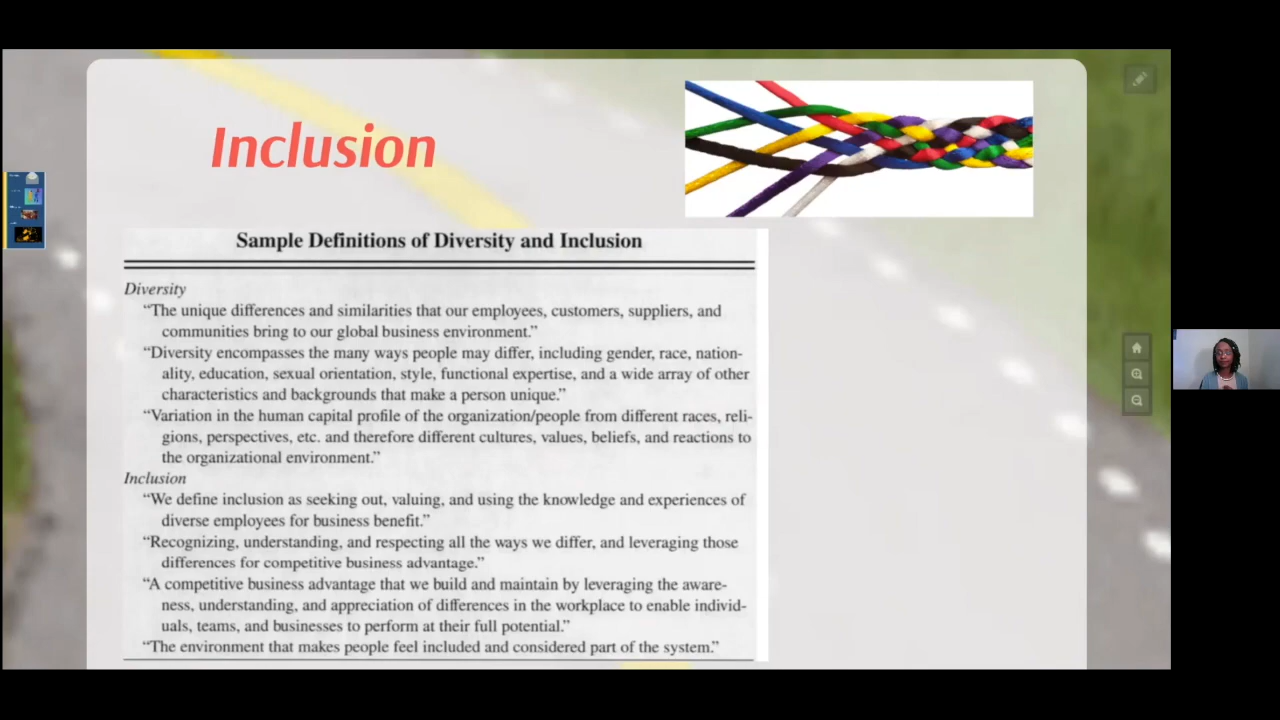 Inclusion
Sample Definitions of Diversity and Inclusion
Diversity
“The unique differences and similarities that our employees, customers, suppliers, and
communities bring to our global business environment.”
“Diversity encompasses the many ways people may differ, including gender, race, nation-
ality, education, sexual orientation, style, functional expertise, and a wide array of other
characteristics and backgrounds that make a person unique.”
“Variation in the human capital profile of the organization/people from different races, reli-
gions, perspectives, etc. and therefore different cultures, values, beliefs, and reactions to
the organizational environment.”
Inclusion
“We define inclusion as seeking out, valuing, and using the knowledge and experiences of
diverse employees for business benefit.”
“Recognizing, understanding, and respecting all the ways we differ, and leveraging those
differences for competitive business advantage.”
“A competitive business advantage that we build and maintain by leveraging the aware-
ness, understanding, and appreciation of differences in the workplace to enable individ-
uals, teams, and businesses to perform at their full potential.”
“The environment that makes people feel included and considered part of the system.”